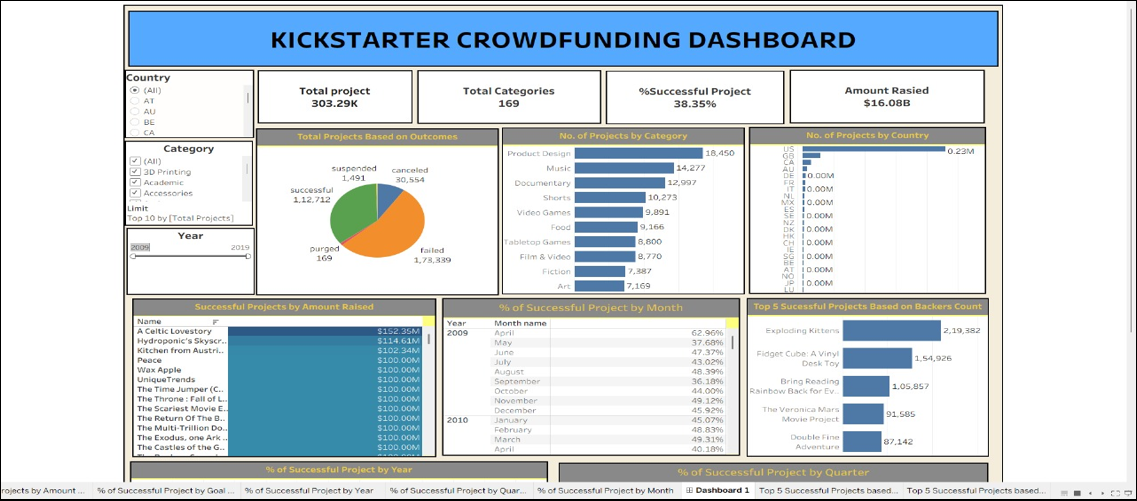 KICKSTARTER CROWDFUNDING DASHBOARD
Country
(All)
AT
AU
BE
CA
Total project
303.29K
Total Categories
169
%Successful Project
38.35%
Amount Rasied
$16.08B
Category
(All)
3D Printing
Academic
Accessories
Limit
Top 10 by [Total Projects]
Year
2009
2019
Total Projects Based on Outcomes
suspended
1,491
canceled
30,554
successful
1,12,712
purged
169
failed
1,73,339
No. of Projects by Category
Product Design
18,450
Music
14,277
Documentary
12,997
Shorts
10,273
Video Games
9,891
Food
9,166
Tabletop Games
8,800
Film & Video
8,770
Fiction
7,387
Art
7,169
No. of Projects by Country
US
0.23M
GB
CA
AU
DE
0.00M
FR
IT
0.00M
NL
MX
0.00M
ES
SE
0.00M
NZ
DK
0.00M
HK
CH
0.00M
IE
SG
0.00M
BE
AT
0.00M
NO
JP
0.00M
LU
Successful Projects by Amount Raised
Name
A Celtic Lovestory
$152.35M
Hydroponic's Skyscr..
$114.61M
Kitchen from Austri..
$102.34M
Peace
$100.00M
Wax Apple
$100.00M
UniqueTrends
$100.00M
The Time Jumper (C..
$100.00M
The Throne : Fall of L..
$100.00M
The Scariest Movie E..
$100.00M
The Return Of The B..
$100.00M
The Multi-Trillion Do..
$100.00M
The Exodus, one Ark ..
$100.00M
The Castles of the G..
$100.00M
% of Successful Project by Month
Year
Month name
2009
April
62.96%
May
37.68%
June
47.37%
July
43.02%
August
48.39%
September
36.18%
October
44.00%
November
49.12%
December
45.92%
2010
January
45.07%
February
48.83%
March
49.31%
April
40.18%
Top 5 Sucessful Projects Based on Backers Count
Exploding Kittens
2,19,382
Fidget Cube: A Vinyl
Desk Toy
1,54,926
Bring Reading
Rainbow Back for Ev..
1,05,857
The Veronica Mars
Movie Project
91,585
Double Fine
Adventure
87,142
% of Successful Project by Year
% of Successful Project by Quarter
rojects by Amount ...
% of Successful Project by Goal ...
% of Successful Project by Year
% of Successful Project by Quar...
% of Successful Project by Month
Dashboard 1
Top 5 Successful Projects based...
Top 5 Successful Projects based...